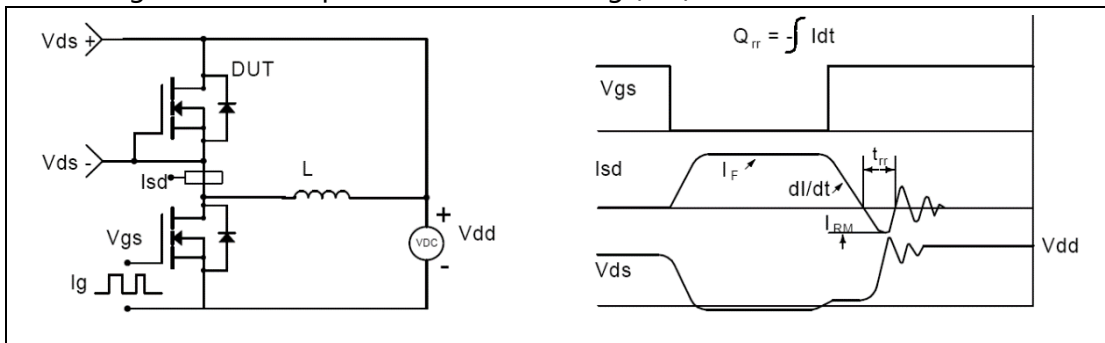 Vds +
DUT
Vds -
Isd
L
Vgs
Ig
+
VDC
-
Vdd
Qrr = -∫ Idt
Vgs
Isd
IF
dI/dt
trr
IRM
Vdd
Vds